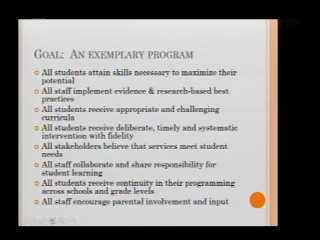 GOAL: AN EXEMPLARY PROGRAM
All students attain skills necessary to maximize their
potential
All staff implement evidence & research-based best
practices
All students receive appropriate and challenging
curricula
All students receive deliberate, timely and systematic
intervention with fidelity
All stakeholders believe that services meet student
needs
All staff collaborate and share responsibility for
student learning
All students receive continuity in their programming
across schools and grade levels
All staff encourage parental involvement and input